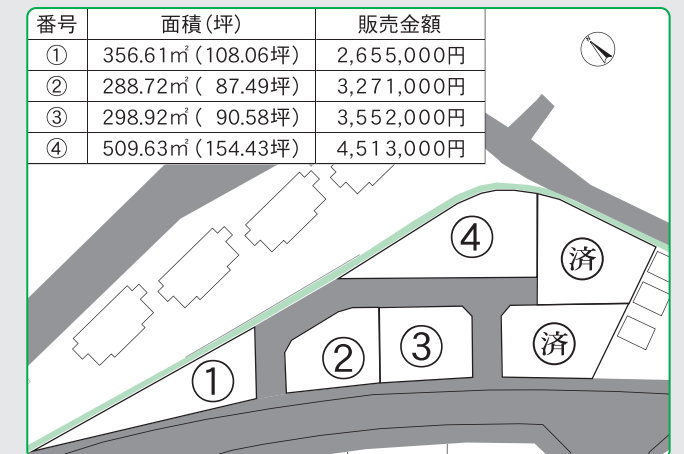 番号 面積(坪) 販売金額
① 356.61㎡(108.06坪) 2,655,000円
② 288.72㎡( 87.49坪) 3,271,000円
③ 298.92㎡( 90.58坪) 3,552,000円
④ 509.63㎡(154.43坪) 4,513,000円
N
④
済
①
②
③
済